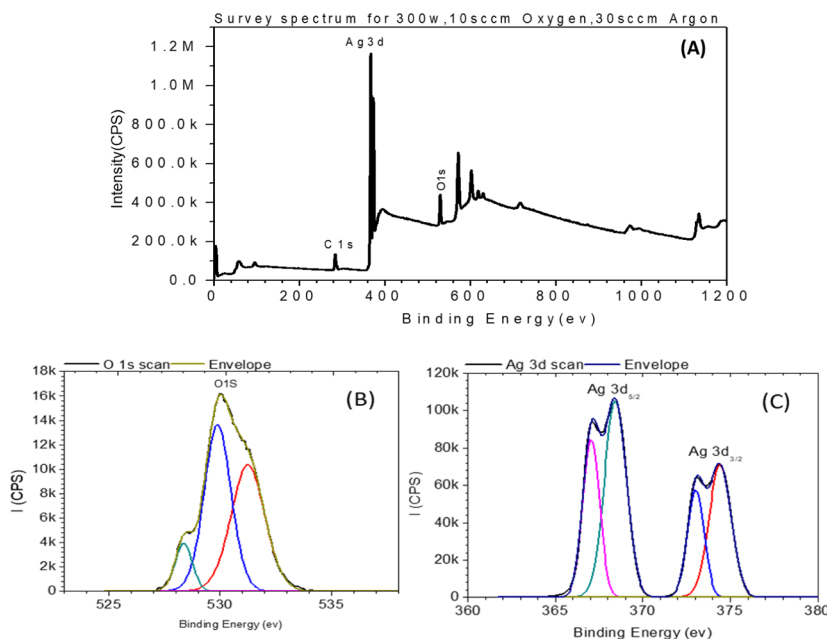 Survey spectrum for 300w,10sccm Oxygen,30sccm Argon
(A)
Ag3d
1.2M
1.0M
800.0k
600.0k
400.0k
200.0k
0.0
Intensity(CPS)
C 1s
O1s
0 200 400 600 800 1000 1200
Binding Energy(ev)
O 1s scan Envelope
O1S
(B)
18k
16k
14k
12k
10k
8k
6k
4k
2k
0
I (CPS)
525 530 535
Binding Energy (ev)
Ag 3d scan Envelope
Ag 3d5/2
(C)
Ag 3d3/2
120k
100k
80k
60k
40k
20k
0
I (CPS)
360 365 370 375 380
Binding Energy (ev)